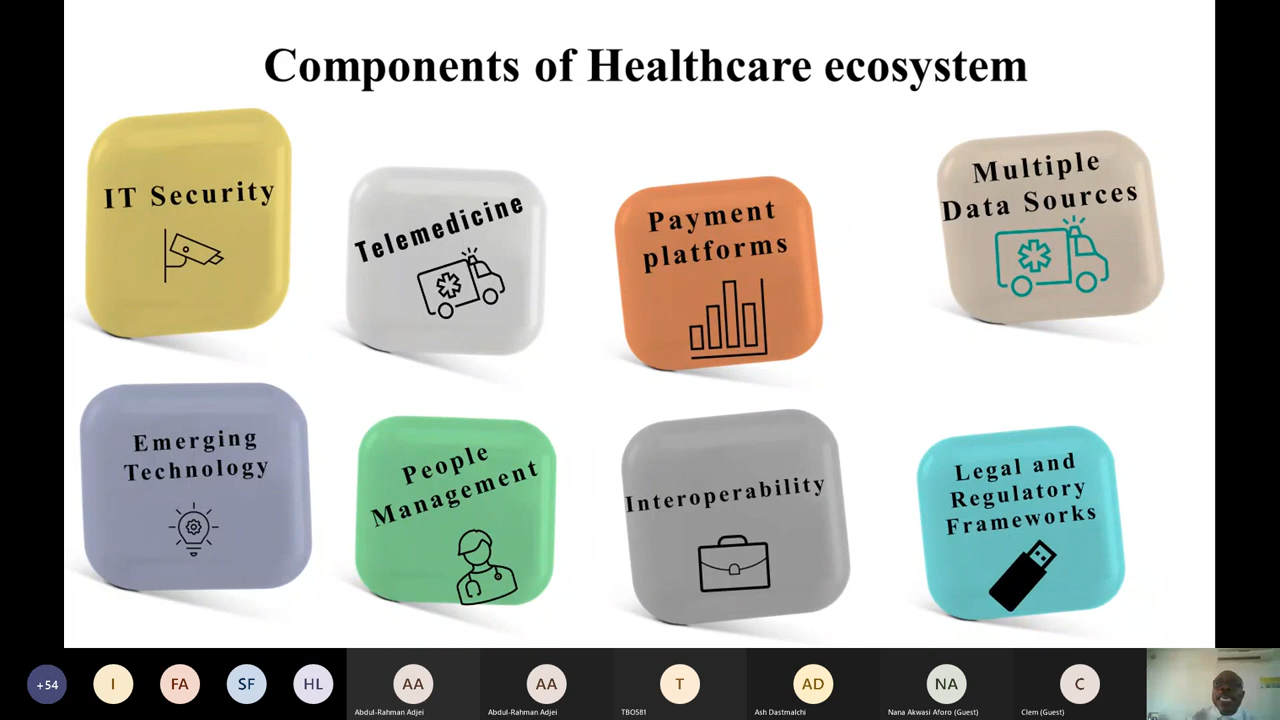 Components of Healthcare ecosystem
IT Security
Telemedicine
Payment
platforms
Multiple
Data Sources
Emerging
Technology
People
Management
Interoperability
Legal and
Regulatory
Frameworks
+54
I
FA
SF
HL
AA
Abdul-Rahman Adjei
AA
Abdul-Rahman Adjei
T
TBO581
AD
Ash Dastmalchi
NA
Nana Akwasi Aforo (Guest)
C
Clem (Guest)